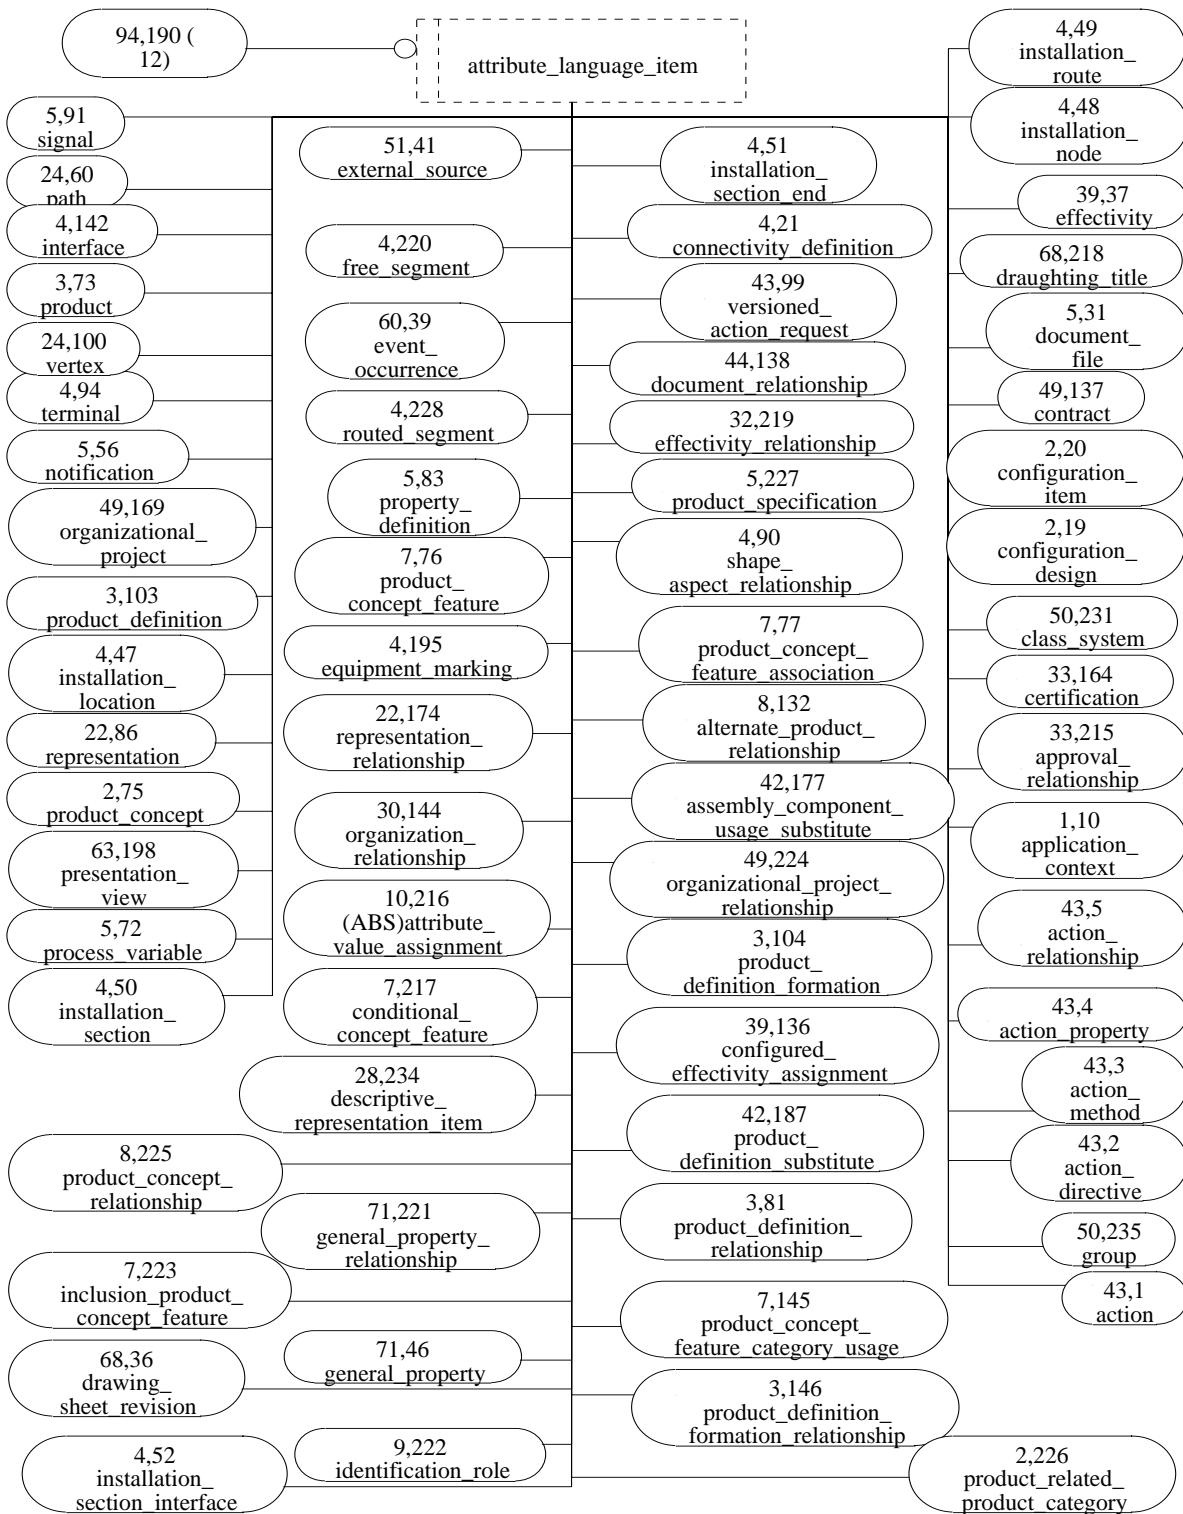 94,190 (
12)
attribute_language_item
5,91
signal
24,60
path
4,142
interface
3,73
product
24,100
vertex
4,94
terminal
5,56
notification
49,169
organizational_
project
3,103
product_definition
4,47
installation_
location
22,86
representation
2,75
product_concept
63,198
presentation_
view
5,72
process_variable
4,50
installation_
section
8,225
product_concept_
relationship
7,223
inclusion_product_
concept_feature
68,36
drawing_
sheet_revision
4,52
installation_
section_interface
51,41
external_source
4,220
free_segment
60,39
event_
occurrence
4,228
routed_segment
5,83
property_
definition
7,76
product_
concept_feature
4,195
equipment_marking
22,174
representation_
relationship
30,144
organization_
relationship
10,216
(ABS)attribute_
value_assignment
7,217
conditional_
concept_feature
28,234
descriptive_
representation_item
71,221
general_property_
relationship
71,46
general_property
9,222
identification_role
4,51
installation_
section_end
4,21
connectivity_definition
43,99
versioned_
action_request
44,138
document_relationship
32,219
effectivity_relationship
5,227
product_specification
4,90
shape_
aspect_relationship
7,77
product_concept_
feature_association
8,132
alternate_product_
relationship
42,177
assembly_component_
usage_substitute
49,224
organizational_project_
relationship
3,104
product_
definition_formation
39,136
configured_
effectivity_assignment
42,187
product_
definition_substitute
3,81
product_definition_
relationship
7,145
product_concept_
feature_category_usage
3,146
product_definition_
formation_relationship
4,49
installation_
route
4,48
installation_
node
39,37
effectivity
68,218
draughting_title
5,31
document_
file
49,137
contract
2,20
configuration_
item
2,19
configuration_
design
50,231
class_system
33,164
certification
33,215
approval_
relationship
1,10
application_
context
43,5
action_
relationship
43,4
action_property
43,3
action_
method
43,2
action_
directive
50,235
group
43,1
action
2,226
product_related_
product_category